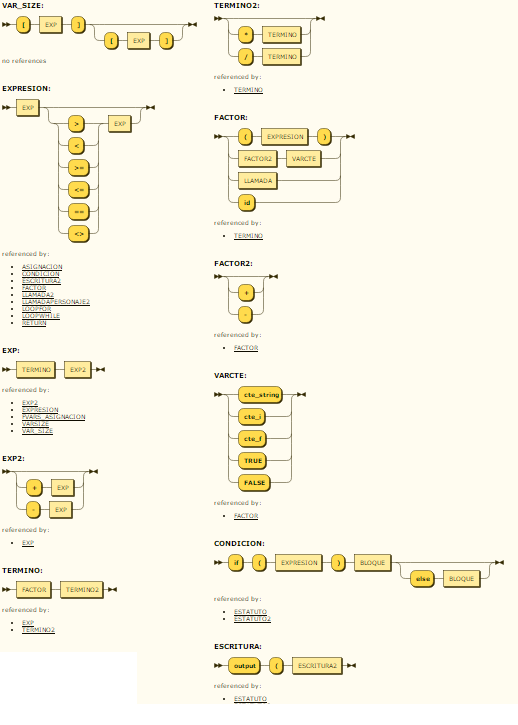 VAR_SIZE:
[ EXP ]
[ EXP ]
no references
EXPRESION:
EXP
> EXP
<
>=
<=
==
<>
referenced by:
ASIGNACION
CONDICION
ESCRITURA2
FACTOR
LLAMADA2
LLAMADAPERSONAJE2
LOOPFOR
LOOPWHILE
RETURN
EXP:
TERMINO EXP2
referenced by:
EXP2
EXPRESION
FVARS_ASIGNACION
VARSIZE
VAR_SIZE
EXP2:
+ EXP
- EXP
referenced by:
EXP
TERMINO:
FACTOR TERMINO2
referenced by:
EXP
TERMINO2
TERMINO2:
* TERMINO
/ TERMINO
referenced by:
TERMINO
FACTOR:
( EXPRESION )
FACTOR2 VARCTE
LLAMADA
id
referenced by:
TERMINO
FACTOR2:
+
-
referenced by:
FACTOR
VARCTE:
cte_string
cte_i
cte_f
TRUE
FALSE
referenced by:
FACTOR
CONDICION:
if ( EXPRESION ) BLOQUE
else BLOQUE
referenced by:
ESTATUTO
ESTATUTO2
ESCRITURA:
output ( ESCRITURA2
referenced by:
ESTATUTO